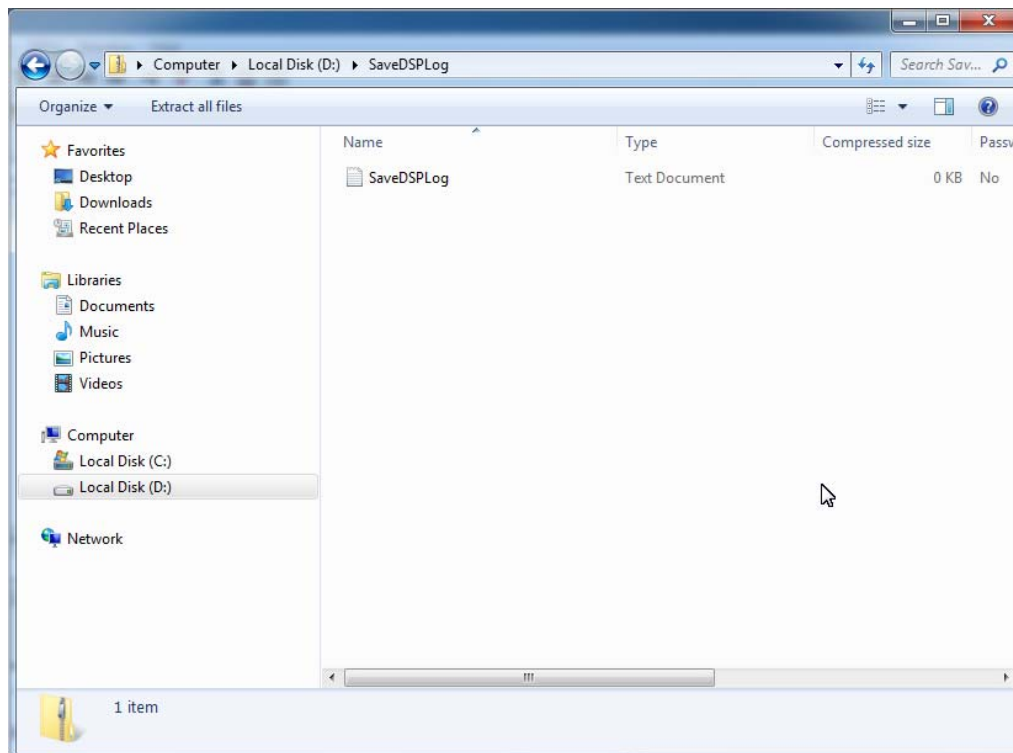 Computer Local Disk (D:) SaveDSPLog Search Sav...
Organize Extract all files
Favorites
Desktop
Downloads
Recent Places
Libraries
Documents
Music
Pictures
Videos
Computer
Local Disk (C:)
Local Disk (D:)
Network
Name Type Compressed size Passw
SaveDSPLog Text Document 0 KB No
1 item